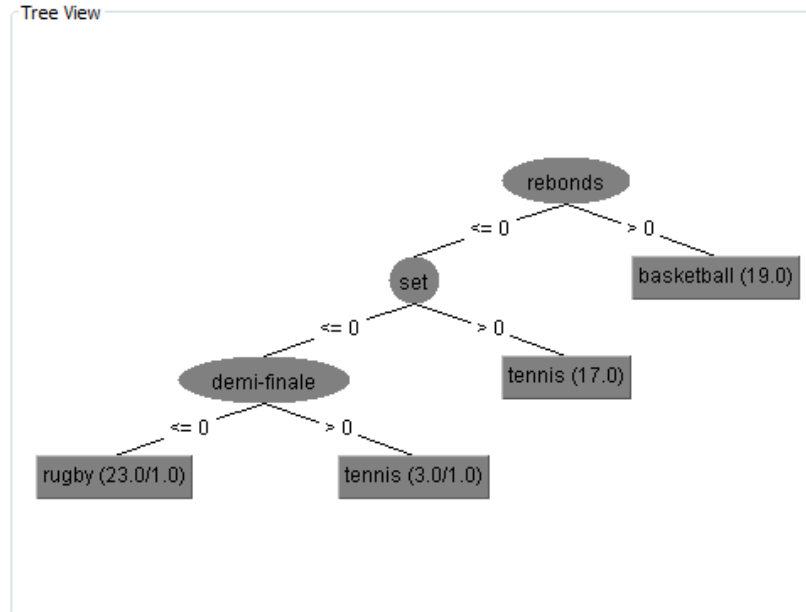 Tree View
rebonds
<= 0
> 0
set
basketball (19.0)
<= 0
> 0
demi-finale
tennis (17.0)
<= 0
> 0
rugby (23.0/1.0)
tennis (3.0/1.0)